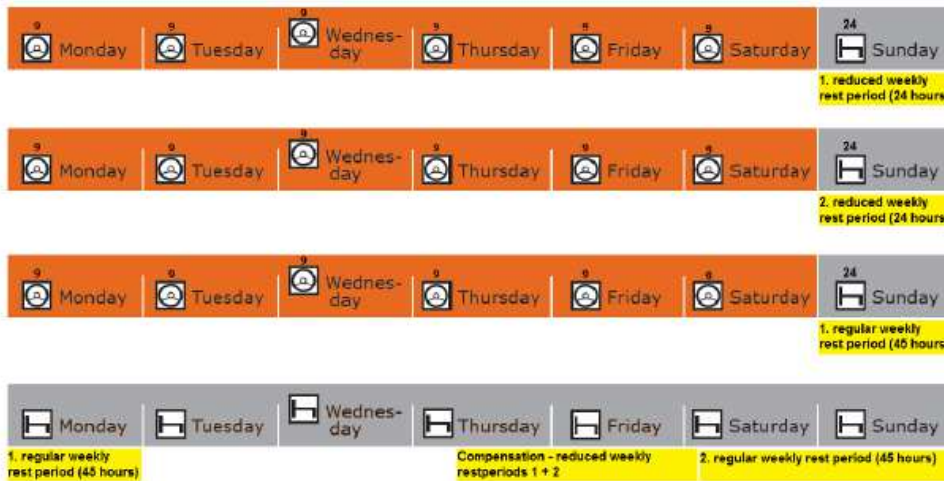 9 9 9 9 9 9 24
Monday Tuesday Wednes- Thursday Friday Saturday Sunday
day
1. reduced weekly
rest period (24 hours
9 9 9 9 9 9 24
Monday Tuesday Wednes- Thursday Friday Saturday Sunday
day
2. reduced weekly
rest period (24 hours
9 9 9 9 9 9 24
Monday Tuesday Wednes- Thursday Friday Saturday Sunday
day
1. regular weekly
rest period (45 hours
Monday Tuesday Wednes- Thursday Friday Saturday Sunday
day
1. regular weekly
rest period (45 hours)
Compensation - reduced weekly
restperiods 1 + 2
2. regular weekly rest period (45 hours)